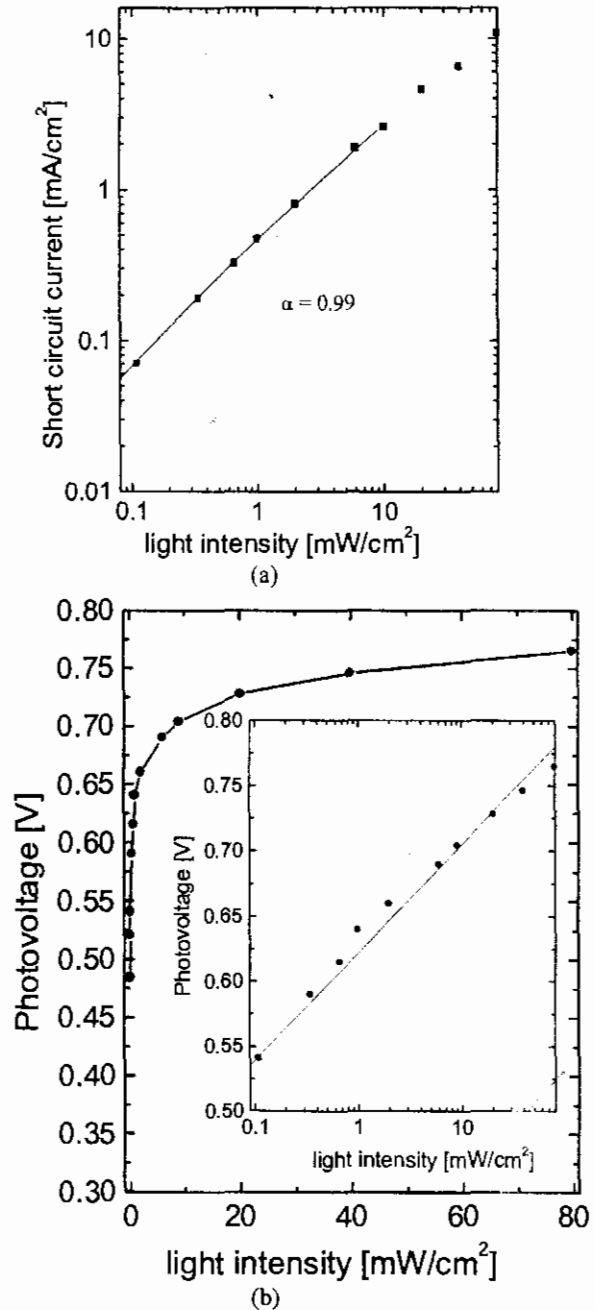 10
1
0.1
0.01
Short circuit current [mA/cm²]
α = 0.99
0.1 1 10
light intensity [mW/cm²]
(a)
0.80
0.75
0.70
0.65
0.60
0.55
0.50
0.45
0.40
0.35
0.30
Photovoltage [V]
0.80
0.75
0.70
0.65
0.60
0.55
0.50
Photovoltage [V]
0.1 1 10
light intensity [mW/cm²]
0 20 40 60 80
light intensity [mW/cm²]
(b)